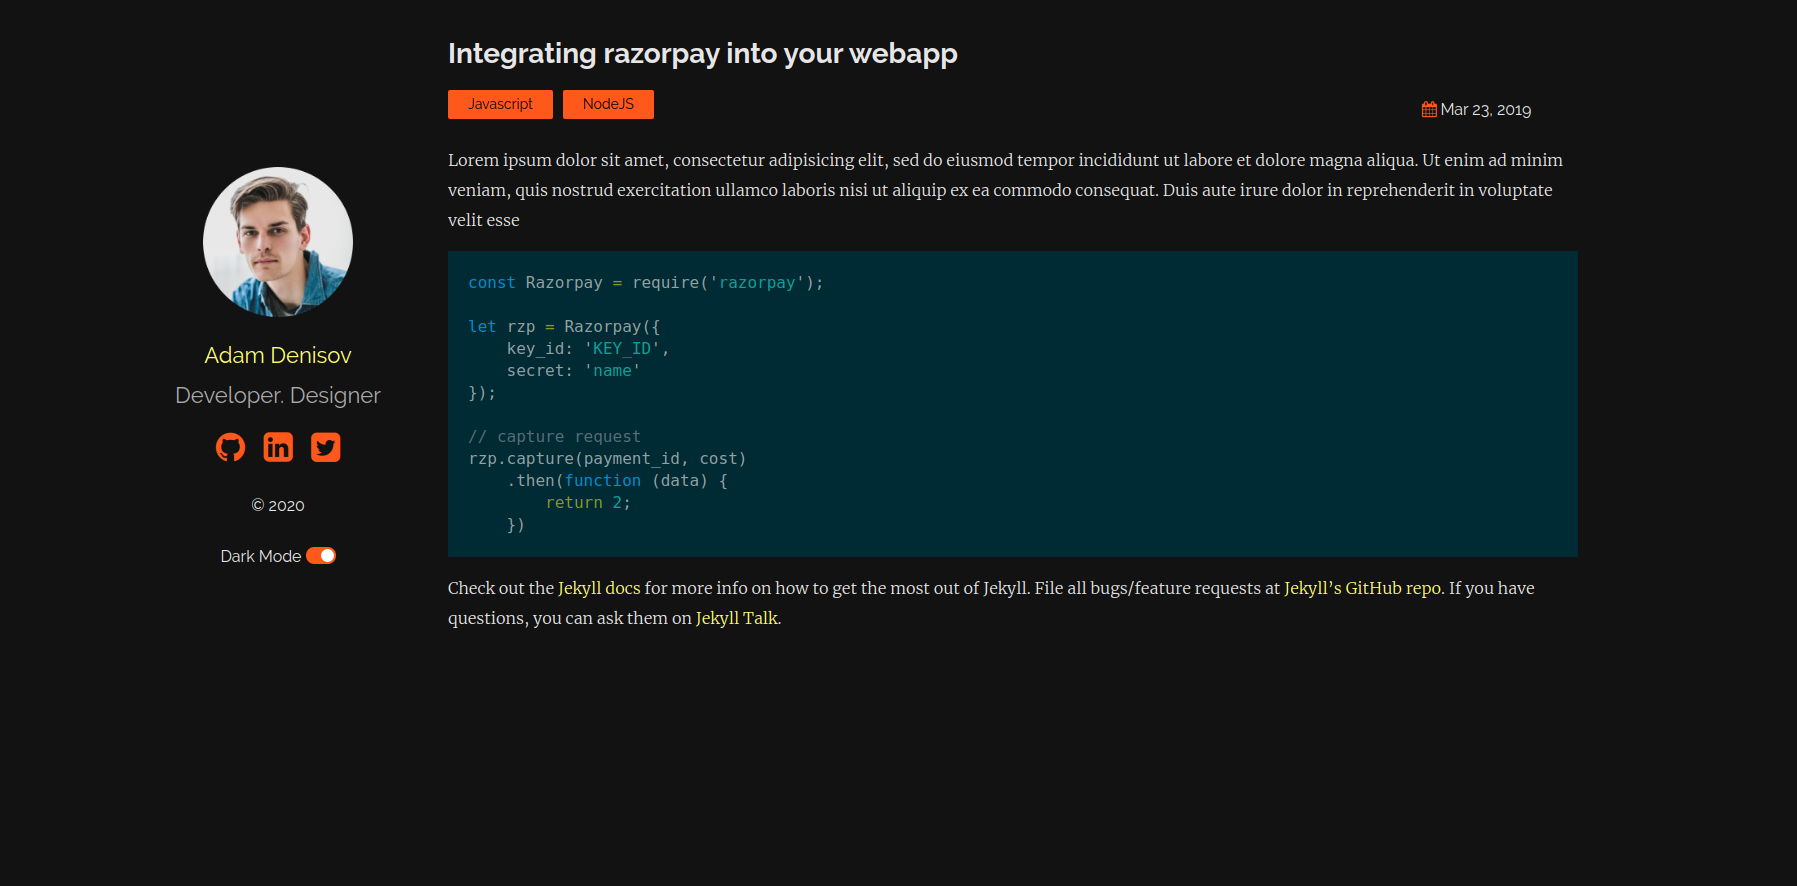 Integrating razorpay into your webapp
Javascript NodeJS
Mar 23, 2019
Adam Denisov
Developer. Designer
© 2020
Dark Mode
Lorem ipsum dolor sit amet, consectetur adipisicing elit, sed do eiusmod tempor incididunt ut labore et dolore magna aliqua. Ut enim ad minim
veniam, quis nostrud exercitation ullamco laboris nisi ut aliquip ex ea commodo consequat. Duis aute irure dolor in reprehenderit in voluptate
velit esse
const Razorpay = require('razorpay');
let rzp = Razorpay({
    key_id: 'KEY_ID',
    secret: 'name'
});
// capture request
rzp.capture(payment_id, cost)
    .then(function (data) {
        return 2;
    })
Check out the Jekyll docs for more info on how to get the most out of Jekyll. File all bugs/feature requests at Jekyll’s GitHub repo. If you have
questions, you can ask them on Jekyll Talk.